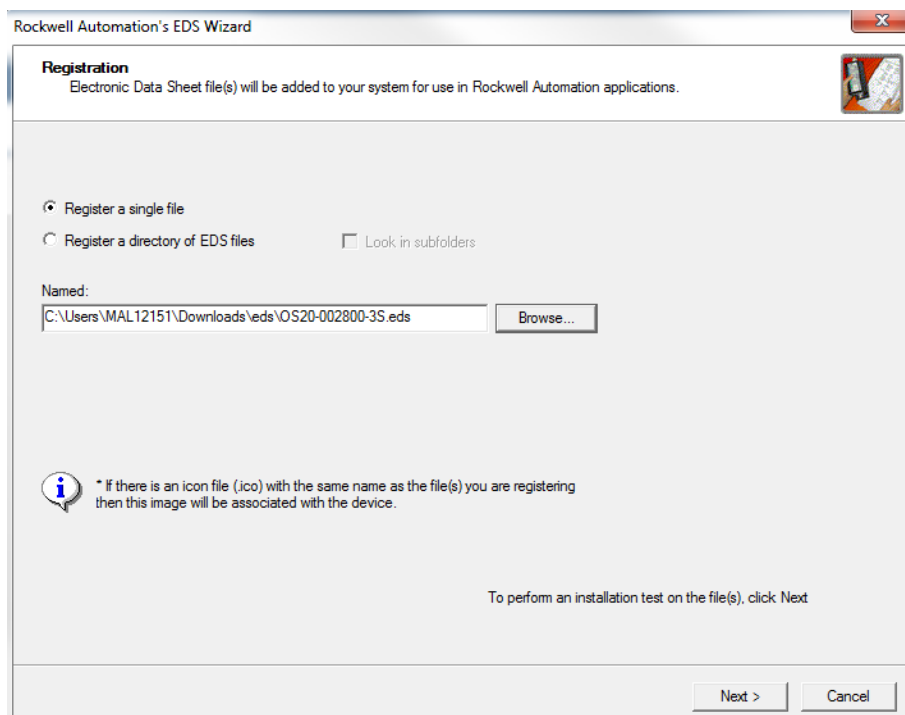 Rockwell Automation's EDS Wizard
Registration
Electronic Data Sheet file(s) will be added to your system for use in Rockwell Automation applications.
Register a single file
Register a directory of EDS files
Look in subfolders
Named:
C:\Users\MAL12151\Downloads\eds\OS20-002800-3S.eds
Browse...
* If there is an icon file (.ico) with the same name as the file(s) you are registering
then this image will be associated with the device.
To perform an installation test on the file(s), click Next
Next >
Cancel